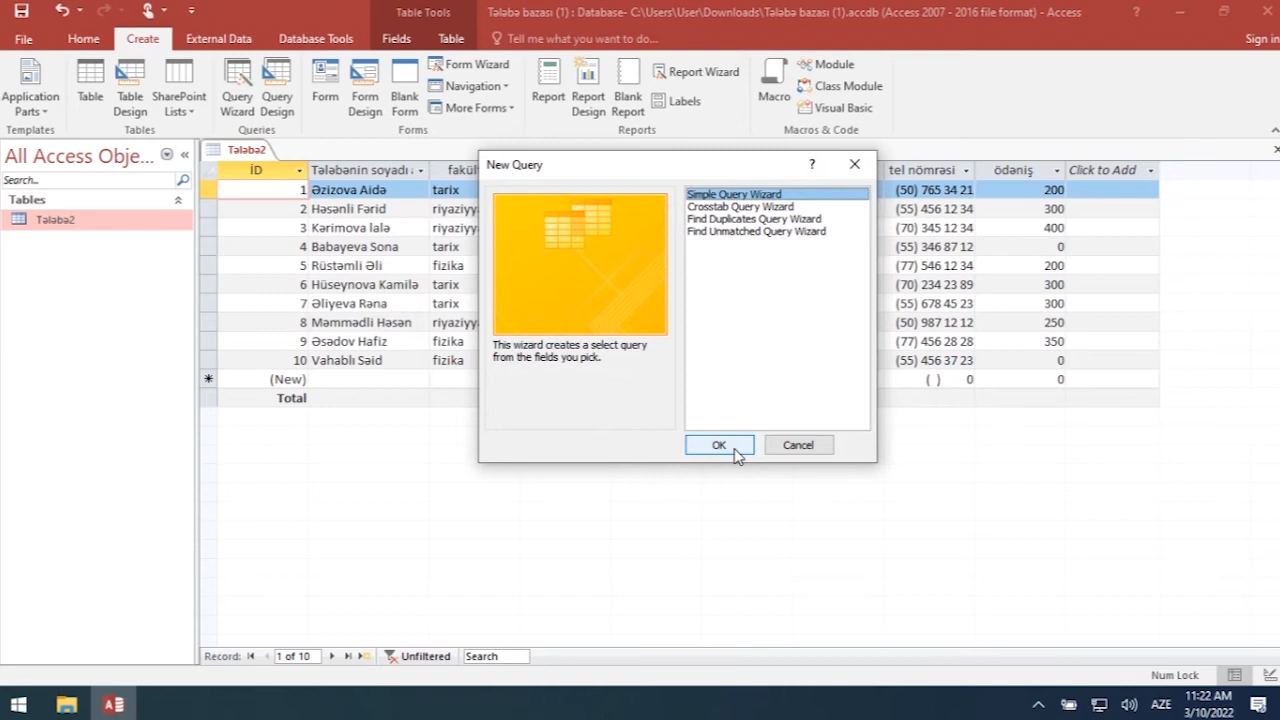 Table Tools
Tələbə bazası (1) : Database- C:\Users\User\Downloads\Tələbə bazası (1).accdb (Access 2007 - 2016 file format) - Access
?
File Home Create External Data Database Tools Fields Table Tell me what you want to do... Sign in
Application Parts
Table
Table Design
SharePoint Lists
Query Wizard
Query Design
Form
Form Design
Blank Form
Form Wizard
Navigation
More Forms
Report
Report Design
Blank Report
Report Wizard
Labels
Macro
Module
Class Module
Visual Basic
Templates Tables Queries Forms Reports Macros & Code
All Access Obje...
Search...
Tables
Tələbə2
Tələbə2
İD Tələbənin soyadı fakül tel nömrəsi ödəniş Click to Add
1 Əzizova Aidə tarix (50) 765 34 21 200
2 Həsənli Fərid riyaziyy (55) 456 12 34 300
3 Kərimova lalə riyaziyy (70) 345 12 34 400
4 Babayeva Sona tarix (55) 346 87 12 0
5 Rüstəmli Əli fizika (77) 546 12 34 200
6 Hüseynova Kamilə tarix (70) 234 23 89 300
7 Əliyeva Rəna tarix (55) 678 45 23 300
8 Məmmədli Həsən riyaziyy (50) 987 12 12 250
9 Əsədov Hafiz fizika (77) 456 28 28 350
10 Vahablı Səid fizika (55) 456 37 23 0
* (New) ( ) 0 0
Total
New Query ?
This wizard creates a select query
from the fields you pick.
Simple Query Wizard
Crosstab Query Wizard
Find Duplicates Query Wizard
Find Unmatched Query Wizard
OK Cancel
Record: 1 of 10 Unfiltered Search
Num Lock
AZE
11:22 AM
3/10/2022